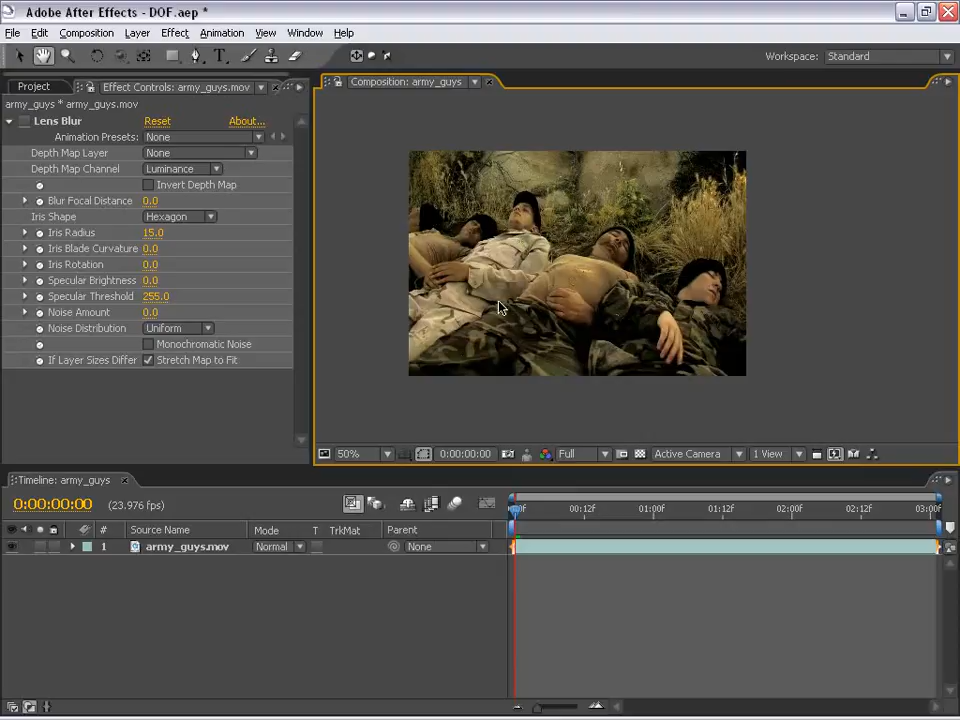 Adobe After Effects - DOF.aep *
File Edit Composition Layer Effect Animation View Window Help
Workspace: Standard
Project Effect Controls: army_guys.mov
Composition: army_guys
army_guys * army_guys.mov
Lens Blur Reset About...
Animation Presets: None
Depth Map Layer None
Depth Map Channel Luminance
Invert Depth Map
Blur Focal Distance 0.0
Iris Shape Hexagon
Iris Radius 15.0
Iris Blade Curvature 0.0
Iris Rotation 0.0
Specular Brightness 0.0
Specular Threshold 255.0
Noise Amount 0.0
Noise Distribution Uniform
Monochromatic Noise
If Layer Sizes Differ Stretch Map to Fit
50% 0:00:00:00 Full Active Camera 1 View
Timeline: army_guys
0:00:00:00 (23.976 fps)
00:12f 01:00f 01:12f 02:00f 02:12f 03:00f
# Source Name Mode T TrkMat Parent
1 army_guys.mov Normal None